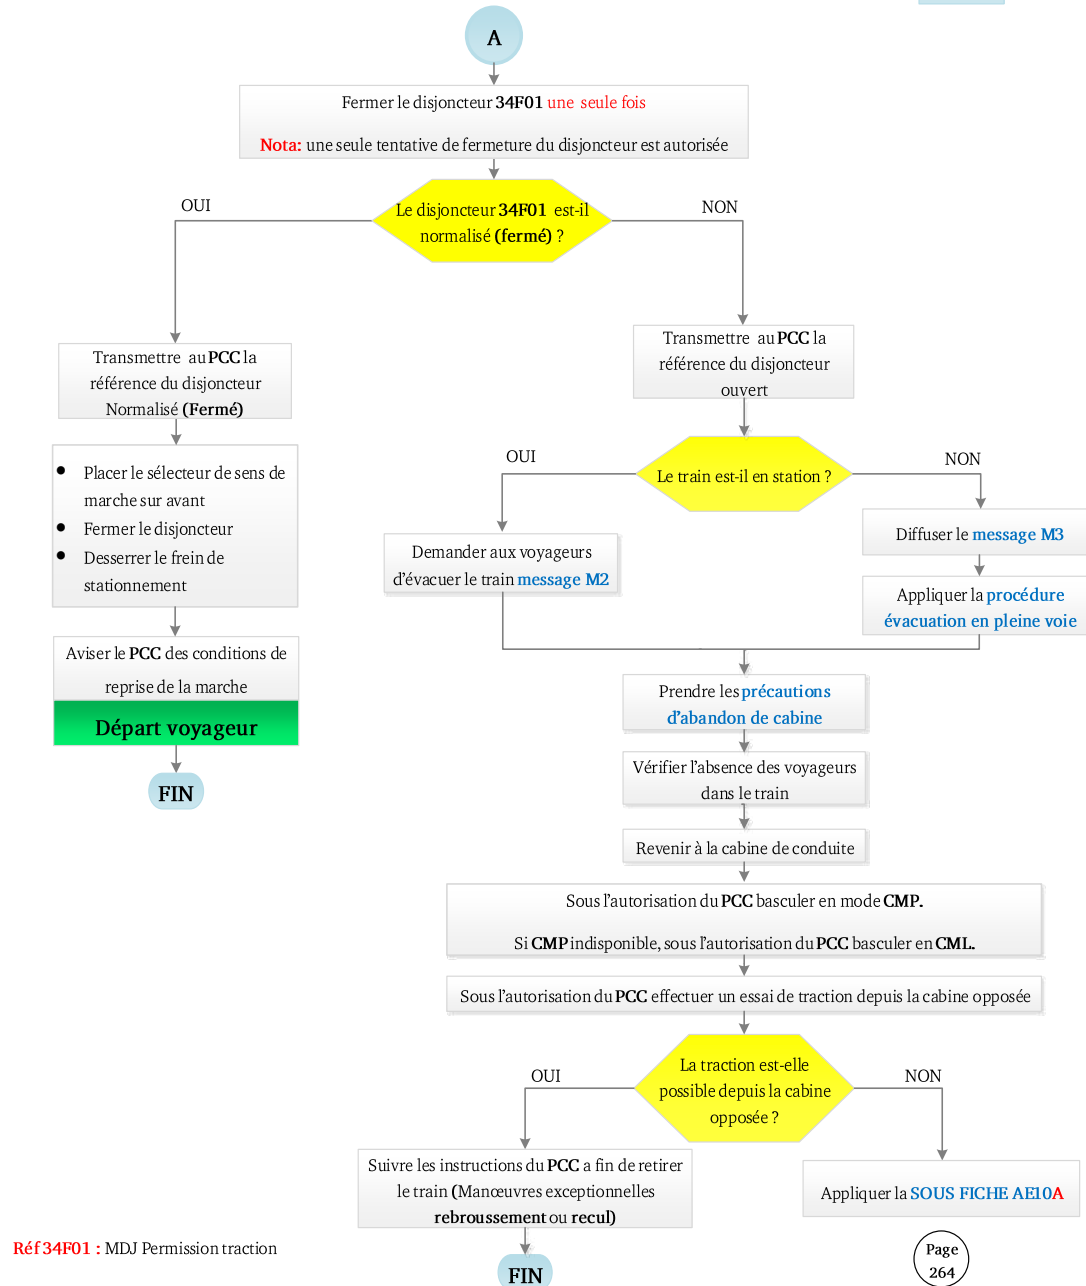 A
Fermer le disjoncteur 34F01 une seule fois
Nota: une seule tentative de fermeture du disjoncteur est autorisée
Le disjoncteur 34F01 est-il
normalisé (fermé) ?
OUI
NON
Transmettre au PCC la
référence du disjoncteur
Normalisé (Fermé)
• Placer le sélecteur de sens de
marche sur avant
• Fermer le disjoncteur
• Desserrer le frein de
stationnement
Aviser le PCC des conditions de
reprise de la marche
Départ voyageur
FIN
Transmettre au PCC la
référence du disjoncteur
ouvert
Le train est-il en station ?
OUI
NON
Demander aux voyageurs
d’évacuer le train message M2
Diffuser le message M3
Appliquer la procédure
évacuation en pleine voie
Prendre les précautions
d’abandon de cabine
Vérifier l’absence des voyageurs
dans le train
Revenir à la cabine de conduite
Sous l’autorisation du PCC basculer en mode CMP.
Si CMP indisponible, sous l’autorisation du PCC basculer en CML.
Sous l’autorisation du PCC effectuer un essai de traction depuis la cabine opposée
La traction est-elle
possible depuis la cabine
opposée ?
OUI
NON
Suivre les instructions du PCC a fin de retirer
le train (Manœuvres exceptionnelles
rebroussement ou recul)
FIN
Appliquer la SOUS FICHE AE10A
Réf 34F01 : MDJ Permission traction
Page
264